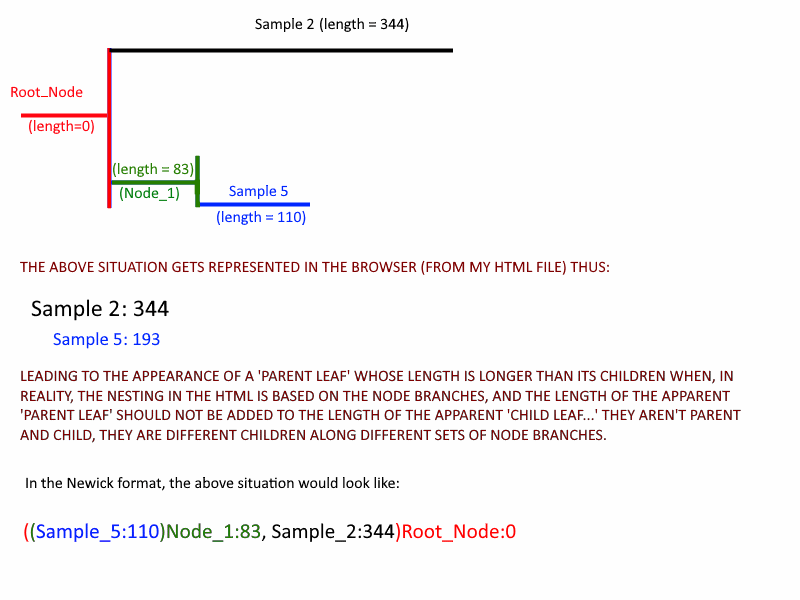 Sample 2 (length = 344)
Root_Node
(length=0)
(length = 83)
(Node_1)
Sample 5
(length = 110)
THE ABOVE SITUATION GETS REPRESENTED IN THE BROWSER (FROM MY HTML FILE) THUS:
Sample 2: 344
Sample 5: 193
LEADING TO THE APPEARANCE OF A 'PARENT LEAF' WHOSE LENGTH IS LONGER THAN ITS CHILDREN WHEN, IN
REALITY, THE NESTING IN THE HTML IS BASED ON THE NODE BRANCHES, AND THE LENGTH OF THE APPARENT
'PARENT LEAF' SHOULD NOT BE ADDED TO THE LENGTH OF THE APPARENT 'CHILD LEAF...' THEY AREN'T PARENT
AND CHILD, THEY ARE DIFFERENT CHILDREN ALONG DIFFERENT SETS OF NODE BRANCHES.
In the Newick format, the above situation would look like:
((Sample_5:110)Node_1:83, Sample_2:344)Root_Node:0